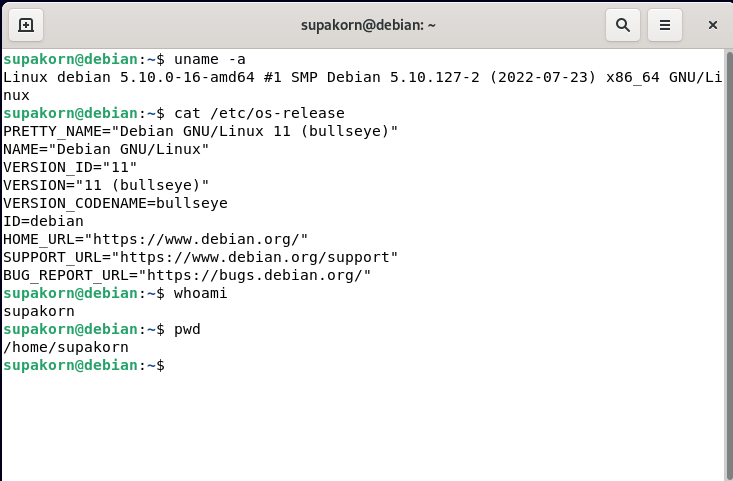 supakorn@debian: ~
supakorn@debian:~$ uname -a
Linux debian 5.10.0-16-amd64 #1 SMP Debian 5.10.127-2 (2022-07-23) x86_64 GNU/Li
nux
supakorn@debian:~$ cat /etc/os-release
PRETTY_NAME="Debian GNU/Linux 11 (bullseye)"
NAME="Debian GNU/Linux"
VERSION_ID="11"
VERSION="11 (bullseye)"
VERSION_CODENAME=bullseye
ID=debian
HOME_URL="https://www.debian.org/"
SUPPORT_URL="https://www.debian.org/support"
BUG_REPORT_URL="https://bugs.debian.org/"
supakorn@debian:~$ whoami
supakorn
supakorn@debian:~$ pwd
/home/supakorn
supakorn@debian:~$